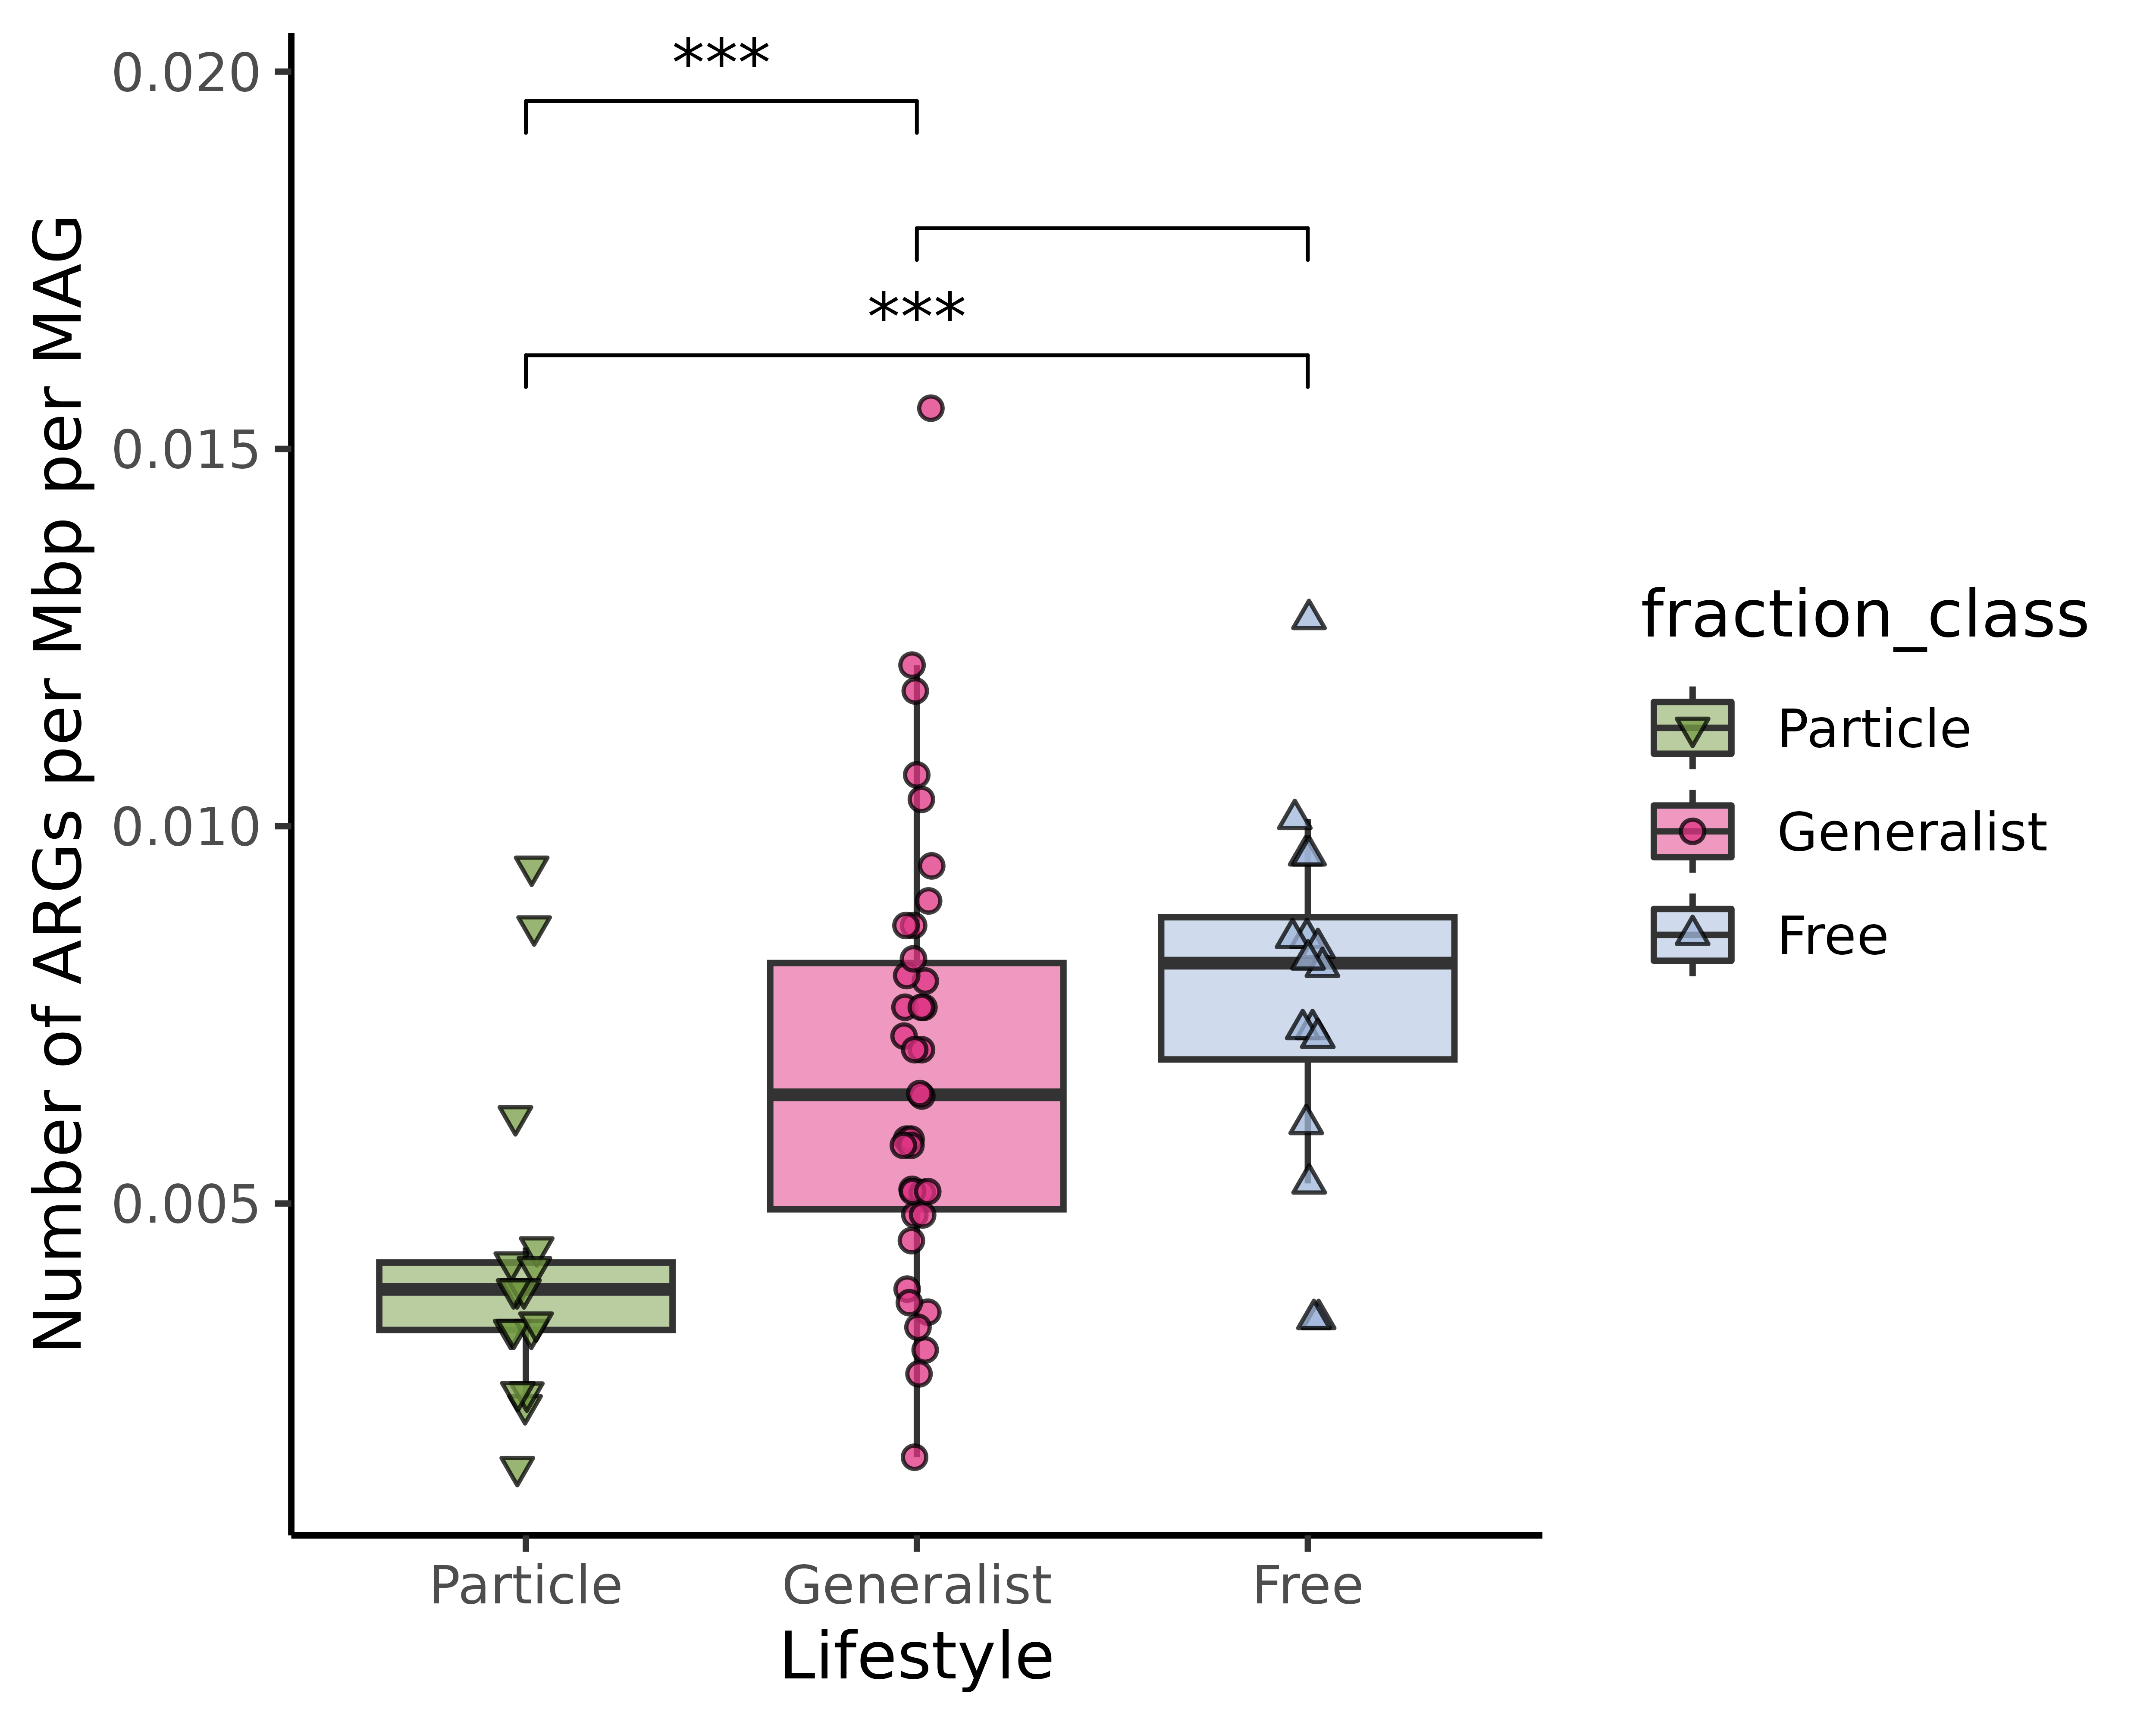 Number of ARGs per Mbp per MAG
0.020
0.015
0.010
0.005
***
***
Particle
Generalist
Free
Lifestyle
fraction_class
Particle
Generalist
Free